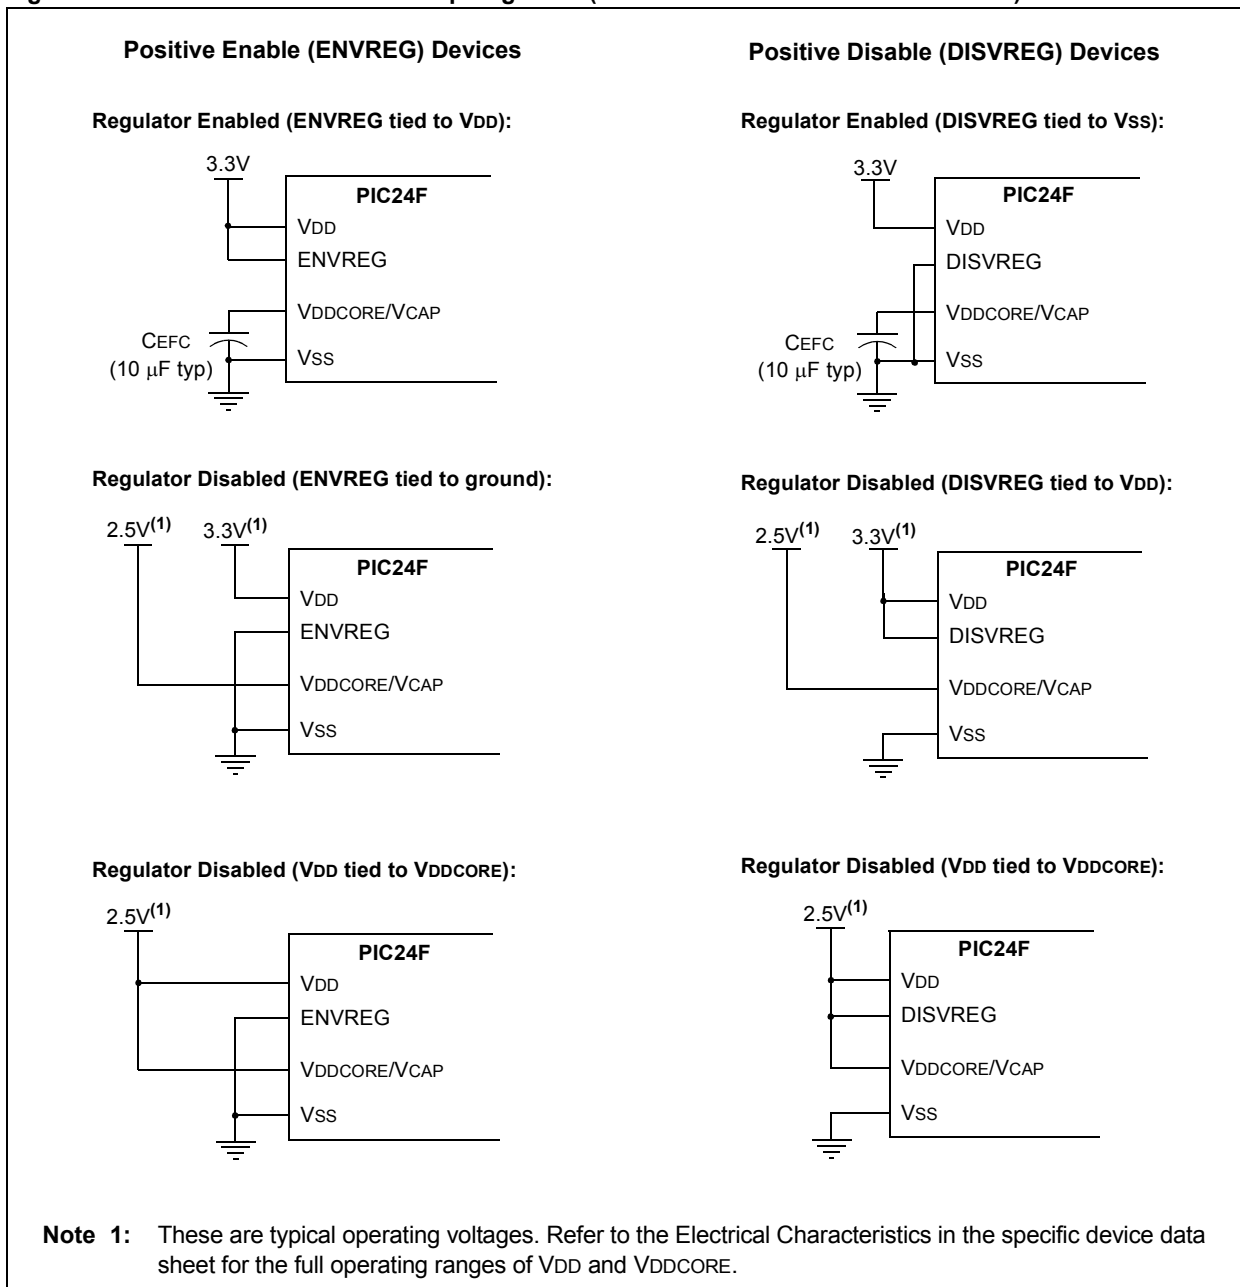 Positive Enable (ENVREG) Devices
Regulator Enabled (ENVREG tied to VDD):
3.3V
PIC24F
VDD
ENVREG
VDDCORE/VCAP
CEFC
(10 μF typ)
VSS
Regulator Disabled (ENVREG tied to ground):
2.5V(1) 3.3V(1)
PIC24F
VDD
ENVREG
VDDCORE/VCAP
VSS
Regulator Disabled (VDD tied to VDDCORE):
2.5V(1)
PIC24F
VDD
ENVREG
VDDCORE/VCAP
VSS
Positive Disable (DISVREG) Devices
Regulator Enabled (DISVREG tied to VSS):
3.3V
PIC24F
VDD
DISVREG
VDDCORE/VCAP
CEFC
(10 μF typ)
VSS
Regulator Disabled (DISVREG tied to VDD):
2.5V(1) 3.3V(1)
PIC24F
VDD
DISVREG
VDDCORE/VCAP
VSS
Regulator Disabled (VDD tied to VDDCORE):
2.5V(1)
PIC24F
VDD
DISVREG
VDDCORE/VCAP
VSS
Note 1: These are typical operating voltages. Refer to the Electrical Characteristics in the specific device data
sheet for the full operating ranges of VDD and VDDCORE.